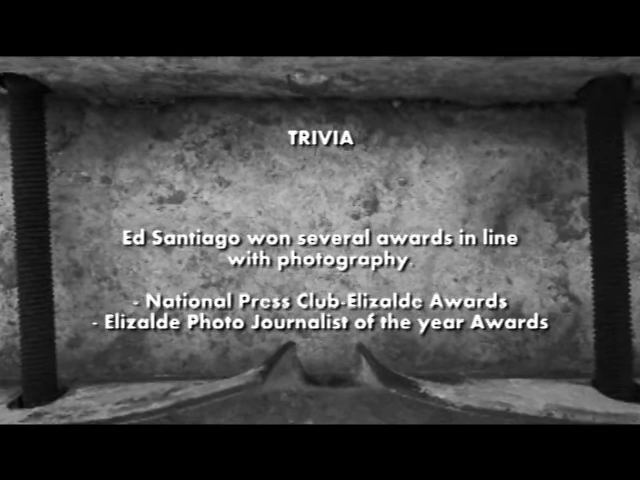 TRIVIA
Ed Santiago won several awards in line
with photography.
- National Press Club-Elizalde Awards
- Elizalde Photo Journalist of the year Awards